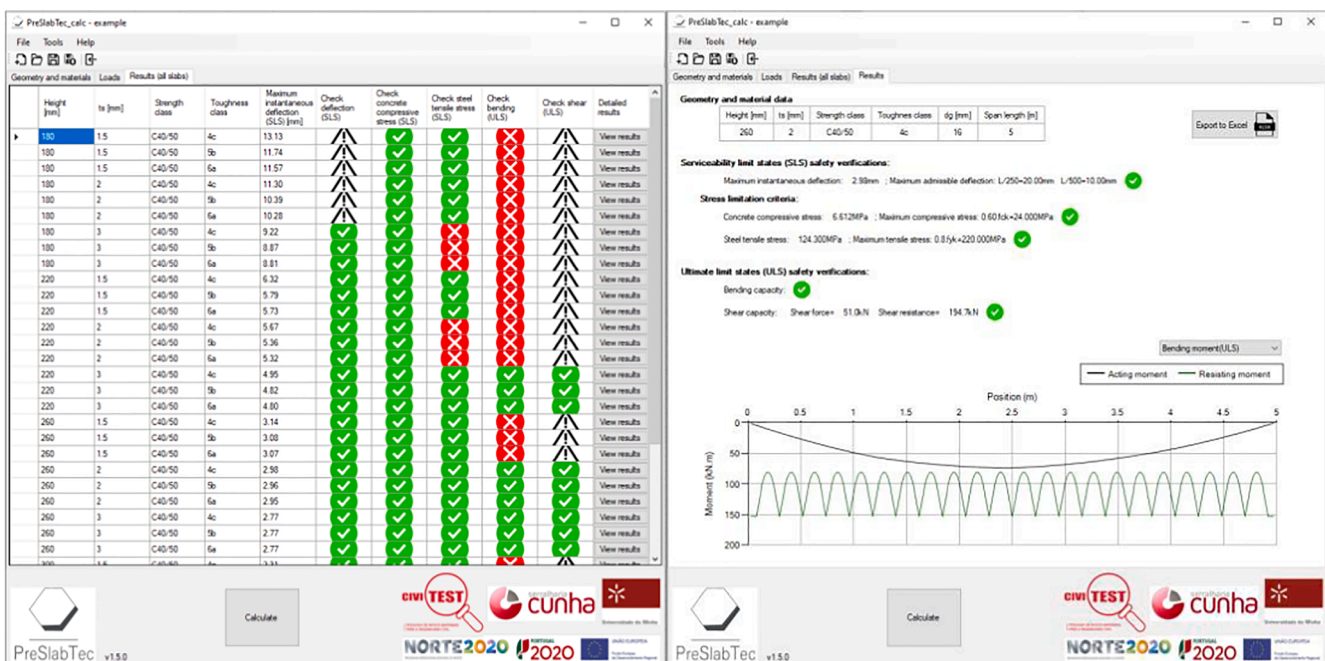 PreSlabTec_calc - example
File Tools Help
Geometry and materials Loads Results (all slabs)
Height [mm] ts [mm] Strength class Toughness class Maximum instantaneous deflection (SLS) [mm] Check deflection (SLS) Check concrete compressive stress (SLS) Check steel tensile stress (SLS) Check bending (ULS) Check shear (ULS) Detailed results
180 1.5 C40/50 4c 13.13 View results
180 1.5 C40/50 5b 11.74 View results
180 1.5 C40/50 6a 11.57 View results
180 2 C40/50 4c 11.30 View results
180 2 C40/50 5b 10.39 View results
180 2 C40/50 6a 10.28 View results
180 3 C40/50 4c 9.22 View results
180 3 C40/50 5b 8.87 View results
180 3 C40/50 6a 8.81 View results
220 1.5 C40/50 4c 6.32 View results
220 1.5 C40/50 5b 5.79 View results
220 1.5 C40/50 6a 5.73 View results
220 2 C40/50 4c 5.67 View results
220 2 C40/50 5b 5.36 View results
220 2 C40/50 6a 5.32 View results
220 3 C40/50 4c 4.95 View results
220 3 C40/50 5b 4.82 View results
220 3 C40/50 6a 4.80 View results
260 1.5 C40/50 4c 3.14 View results
260 1.5 C40/50 5b 3.08 View results
260 1.5 C40/50 6a 3.07 View results
260 2 C40/50 4c 2.98 View results
260 2 C40/50 5b 2.96 View results
260 2 C40/50 6a 2.95 View results
260 3 C40/50 4c 2.77 View results
260 3 C40/50 5b 2.77 View results
260 3 C40/50 6a 2.77 View results
PreSlabTec v1.5.0
Calculate
CIVITEST
serralharia cunha
Universidade do Minho
NORTE2020
PORTUGAL 2020
UNIÃO EUROPEIA
PreSlabTec_calc - example
File Tools Help
Geometry and materials Loads Results (all slabs) Results
Geometry and material data
Height [mm] ts [mm] Strength class Toughnes class dg [mm] Span length [m]
260 2 C40/50 4c 16 5
Export to Excel
Serviceability limit states (SLS) safety verifications:
Maximum instantaneous deflection: 2.98mm ; Maximum admissible deflection: L/250=20.00mm L/500=10.00mm
Stress limitation criteria:
Concrete compressive stress: 6.612MPa ; Maximum compressive stress: 0.60.fck=24.000MPa
Steel tensile stress: 124.300MPa ; Maximum tensile stress: 0.8.fyk=220.000MPa
Ultimate limit states (ULS) safety verifications:
Bending capacity:
Shear capacity: Shear force= 51.0kN Shear resistance= 194.7kN
Bending moment(ULS)
Acting moment Resisting moment
Position (m)
0 0.5 1 1.5 2 2.5 3 3.5 4 4.5 5
Moment (kN.m)
0
50
100
150
200
PreSlabTec v1.5.0
Calculate
CIVITEST
serralharia cunha
Universidade do Minho
NORTE2020
PORTUGAL 2020
UNIÃO EUROPEIA